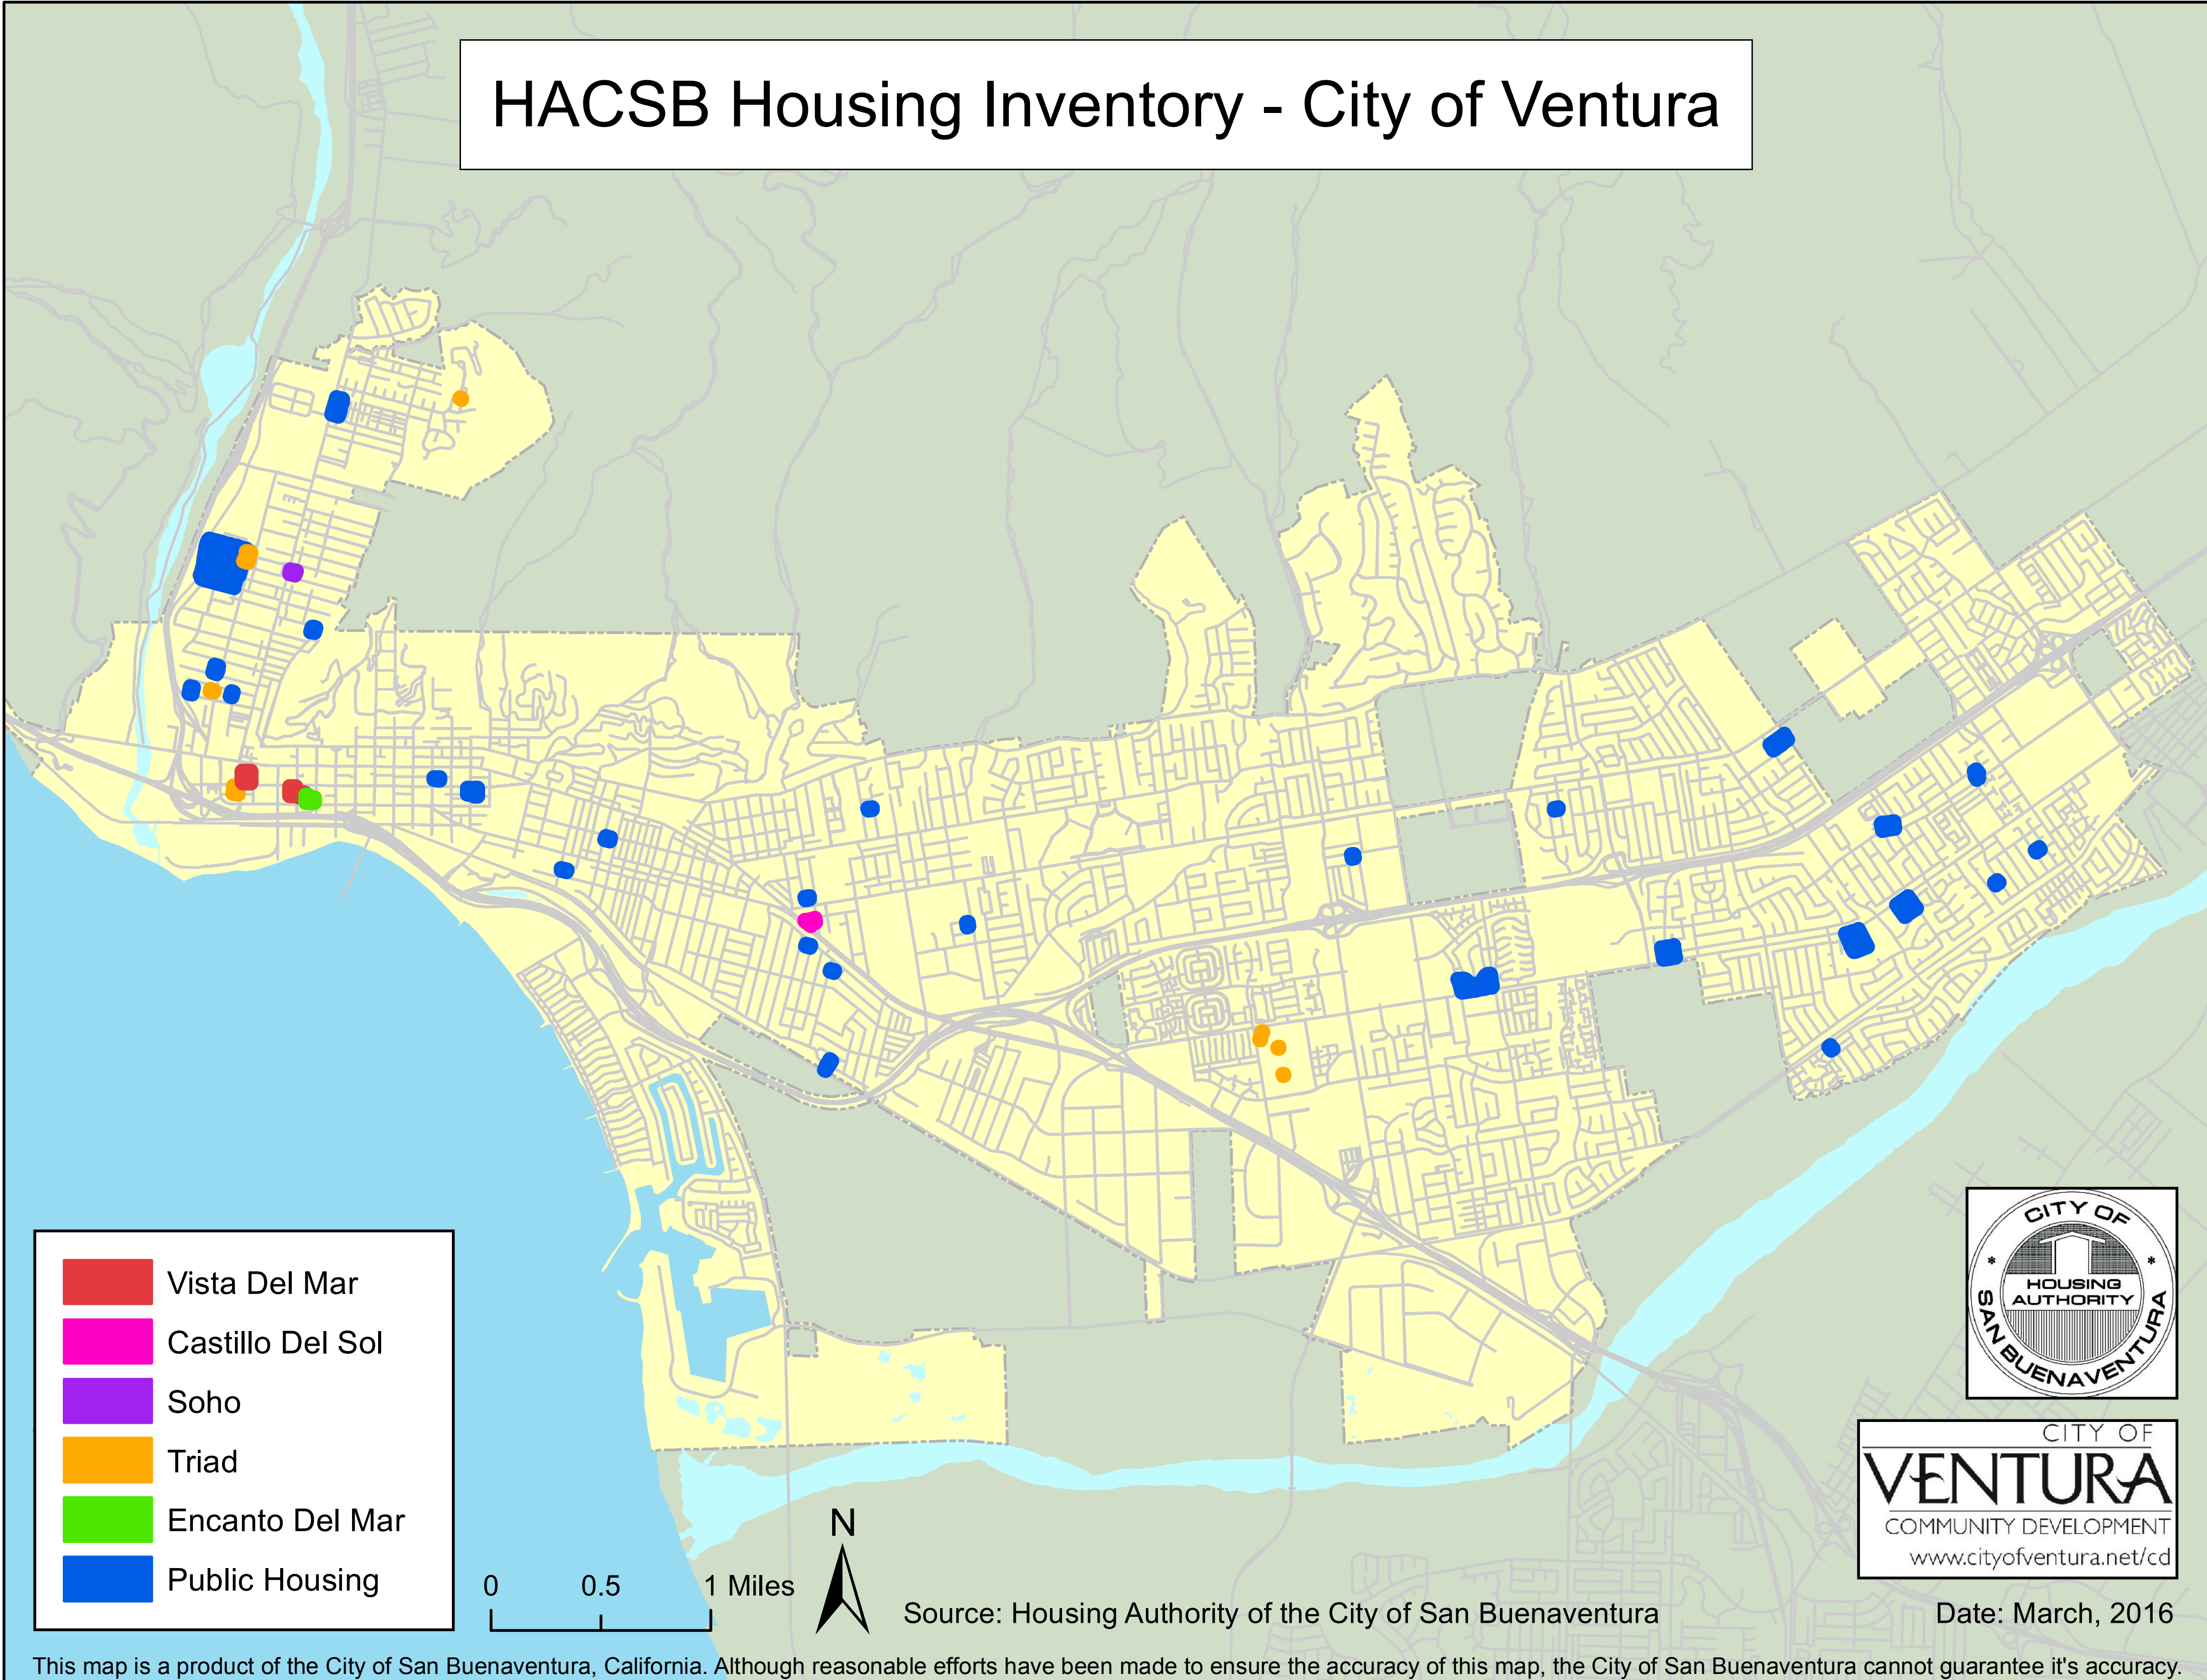 HACSB Housing Inventory - City of Ventura
Vista Del Mar
Castillo Del Sol
Soho
Triad
Encanto Del Mar
Public Housing
0 0.5 1 Miles
N
CITY OF
HOUSING
AUTHORITY
SAN BUENAVENTURA
CITY OF
VENTURA
COMMUNITY DEVELOPMENT
www.cityofventura.net/cd
Source: Housing Authority of the City of San Buenaventura
Date: March, 2016
This map is a product of the City of San Buenaventura, California. Although reasonable efforts have been made to ensure the accuracy of this map, the City of San Buenaventura cannot guarantee it's accuracy.